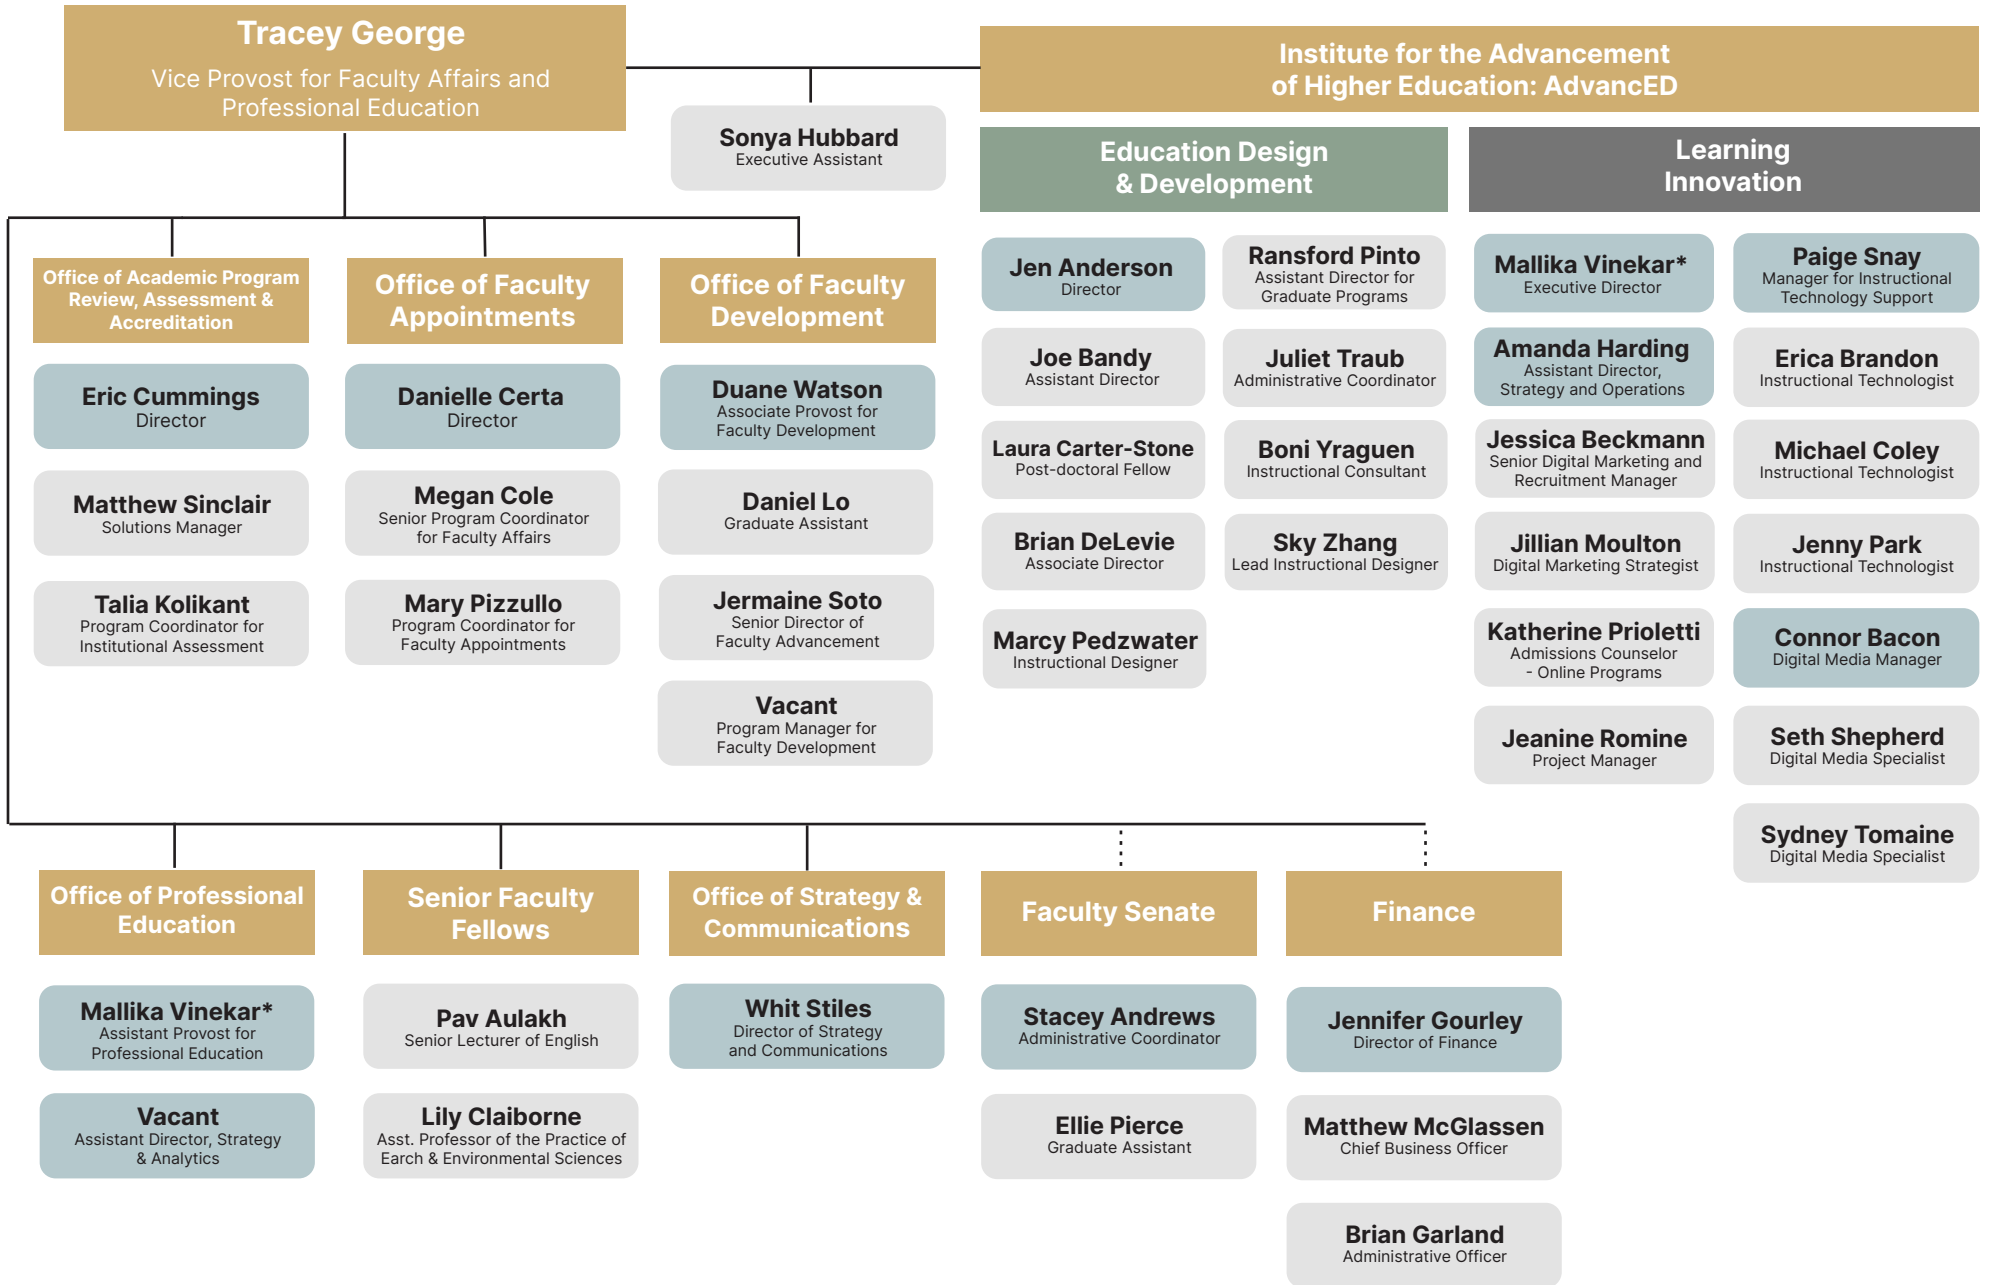 Tracey George
Vice Provost for Faculty Affairs and
Professional Education
Sonya Hubbard
Executive Assistant
Institute for the Advancement
of Higher Education: AdvancED
Education Design
& Development
Jen Anderson
Director
Joe Bandy
Assistant Director
Laura Carter-Stone
Post-doctoral Fellow
Brian DeLevie
Associate Director
Marcy Pedzwater
Instructional Designer
Ransford Pinto
Assistant Director for
Graduate Programs
Juliet Traub
Administrative Coordinator
Boni Yraguen
Instructional Consultant
Sky Zhang
Lead Instructional Designer
Learning
Innovation
Mallika Vinekar*
Executive Director
Amanda Harding
Assistant Director,
Strategy and Operations
Jessica Beckmann
Senior Digital Marketing and
Recruitment Manager
Jillian Moulton
Digital Marketing Strategist
Katherine Prioletti
Admissions Counselor
- Online Programs
Jeanine Romine
Project Manager
Paige Snay
Manager for Instructional
Technology Support
Erica Brandon
Instructional Technologist
Michael Coley
Instructional Technologist
Jenny Park
Instructional Technologist
Connor Bacon
Digital Media Manager
Seth Shepherd
Digital Media Specialist
Sydney Tomaine
Digital Media Specialist
Office of Academic Program
Review, Assessment &
Accreditation
Eric Cummings
Director
Matthew Sinclair
Solutions Manager
Talia Kolikant
Program Coordinator for
Institutional Assessment
Office of Faculty
Appointments
Danielle Certa
Director
Megan Cole
Senior Program Coordinator
for Faculty Affairs
Mary Pizzullo
Program Coordinator for
Faculty Appointments
Office of Faculty
Development
Duane Watson
Associate Provost for
Faculty Development
Daniel Lo
Graduate Assistant
Jermaine Soto
Senior Director of
Faculty Advancement
Vacant
Program Manager for
Faculty Development
Office of Professional
Education
Mallika Vinekar*
Assistant Provost for
Professional Education
Vacant
Assistant Director, Strategy
& Analytics
Senior Faculty
Fellows
Pav Aulakh
Senior Lecturer of English
Lily Claiborne
Asst. Professor of the Practice of
Earch & Environmental Sciences
Office of Strategy &
Communications
Whit Stiles
Director of Strategy
and Communications
Faculty Senate
Stacey Andrews
Administrative Coordinator
Ellie Pierce
Graduate Assistant
Finance
Jennifer Gourley
Director of Finance
Matthew McGlassen
Chief Business Officer
Brian Garland
Administrative Officer